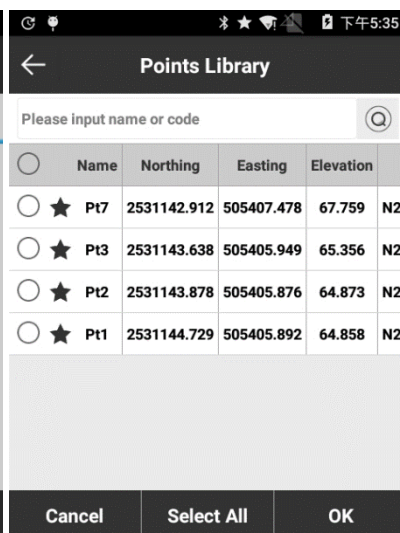 下午5:35
Points Library
Please input name or code
Name Northing Easting Elevation
Pt7 2531142.912 505407.478 67.759 N2
Pt3 2531143.638 505405.949 65.356 N2
Pt2 2531143.878 505405.876 64.873 N2
Pt1 2531144.729 505405.892 64.858 N2
Cancel Select All OK